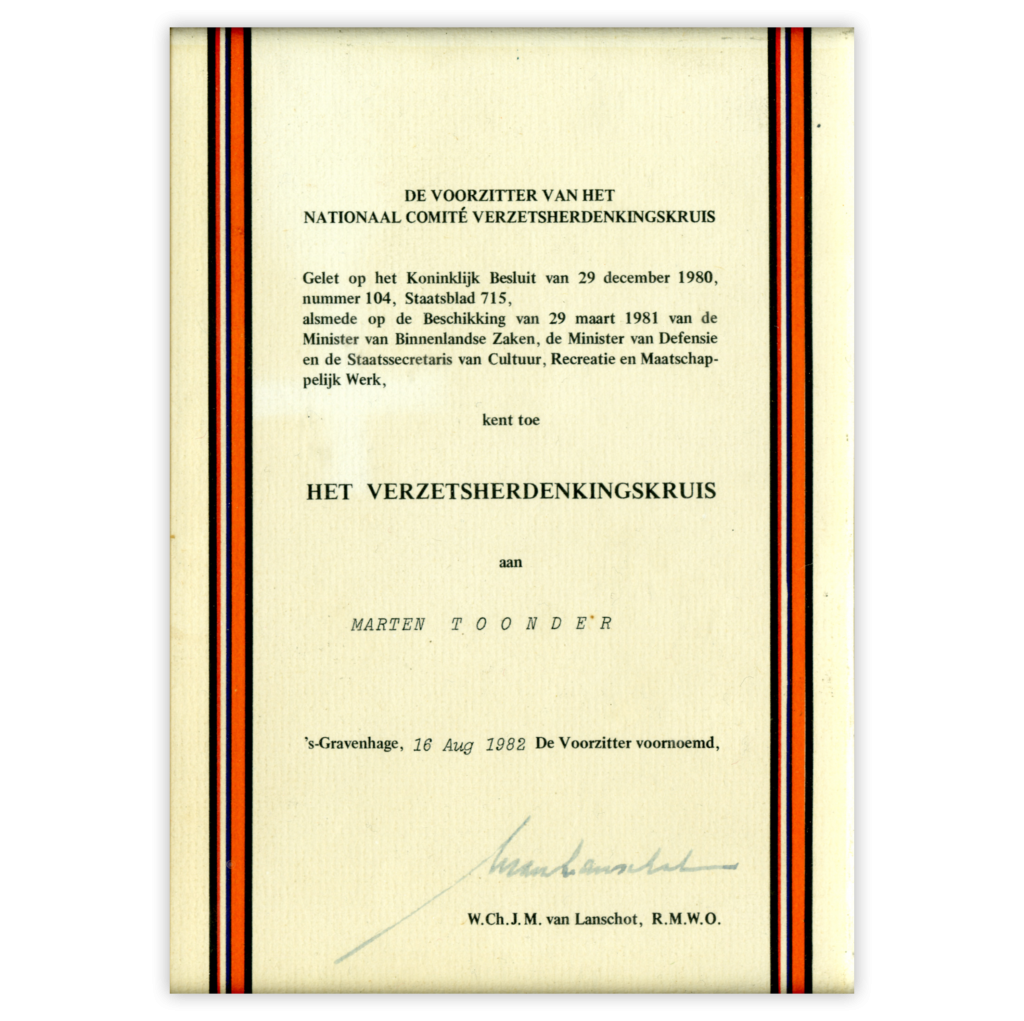 DE VOORZITTER VAN HET
NATIONAAL COMITÉ VERZETSHERDENKINGSKRUIS
Gelet op het Koninklijk Besluit van 29 december 1980,
nummer 104, Staatsblad 715,
alsmede op de Beschikking van 29 maart 1981 van de
Minister van Binnenlandse Zaken, de Minister van Defensie
en de Staatssecretaris van Cultuur, Recreatie en Maatschap-
pelijk Werk,
kent toe
HET VERZETSHERDENKINGSKRUIS
aan
MARTEN T O O N D E R
's-Gravenhage, 16 Aug 1982 De Voorzitter voornoemd,
W.Ch.J.M. van Lanschot, R.M.W.O.